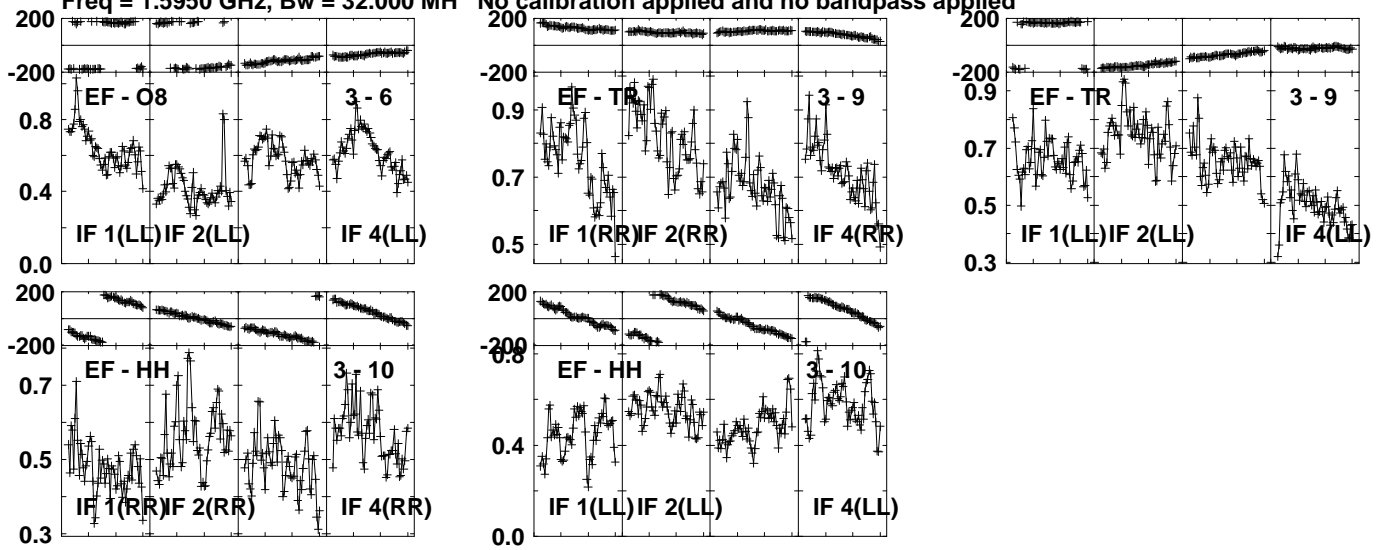 Freq = 1.5950 GHz, Bw = 32.000 MH No calibration applied and no bandpass applied
200
-200
EF - O8 3 - 6
0.8
0.4
0.0
IF 1(LL) IF 2(LL) IF 4(LL)
200
-200
EF - TR 3 - 9
0.9
0.7
0.5
IF 1(RR) IF 2(RR) IF 4(RR)
200
-200
EF - TR 3 - 9
0.9
0.7
0.5
0.3
IF 1(LL) IF 2(LL) IF 4(LL)
200
-200
EF - HH 3 - 10
0.7
0.5
0.3
IF 1(RR) IF 2(RR) IF 4(RR)
200
-200
EF - HH 3 - 10
0.8
0.4
0.0
IF 1(LL) IF 2(LL) IF 4(LL)